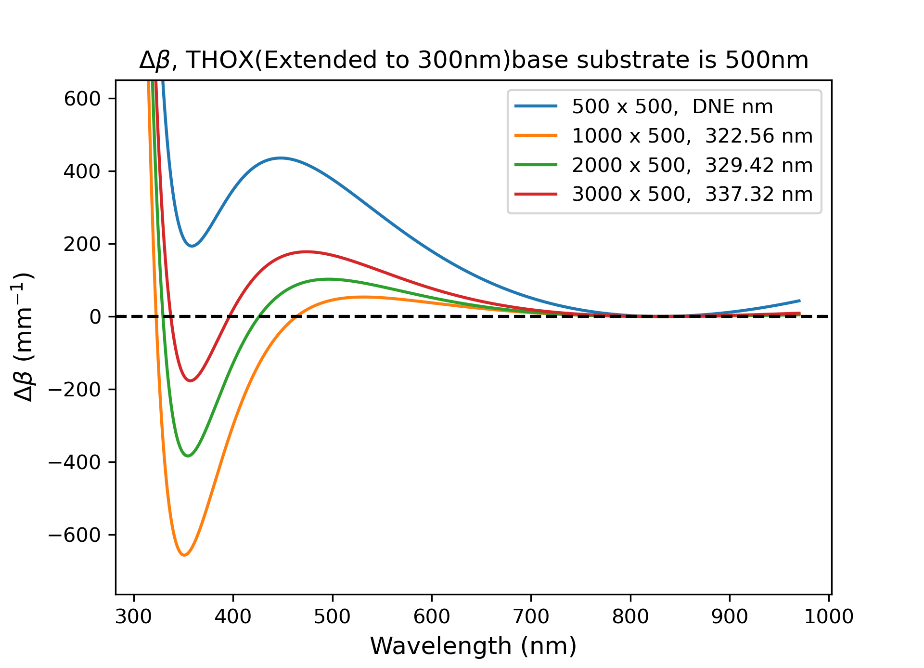 Δβ, THOX(Extended to 300nm)base substrate is 500nm
500 x 500,  DNE nm
1000 x 500,  322.56 nm
2000 x 500,  329.42 nm
3000 x 500,  337.32 nm
600
400
200
0
−200
−400
−600
Δβ (mm⁻¹)
300 400 500 600 700 800 900 1000
Wavelength (nm)